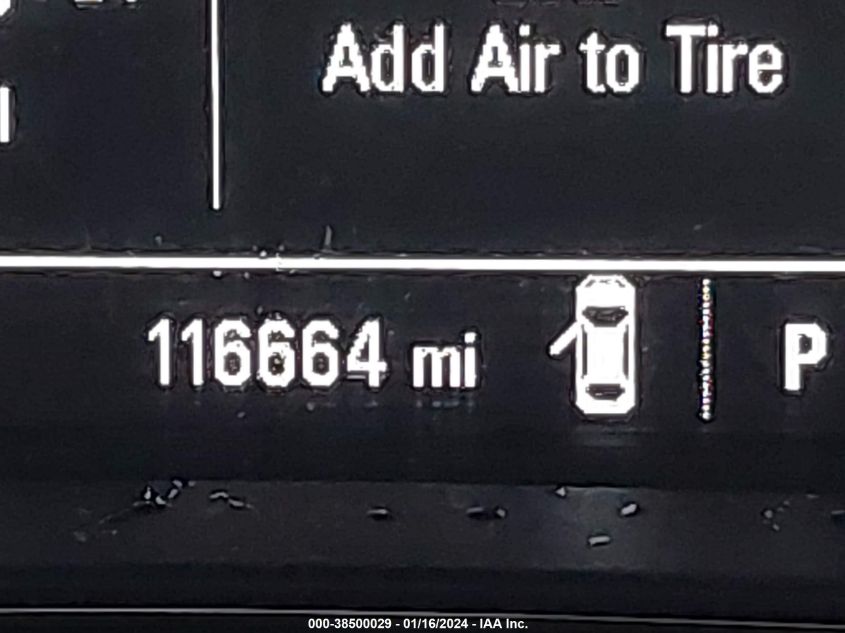 Add Air to Tire
116664 mi
P
000-38500029 - 01/16/2024 - IAA Inc.